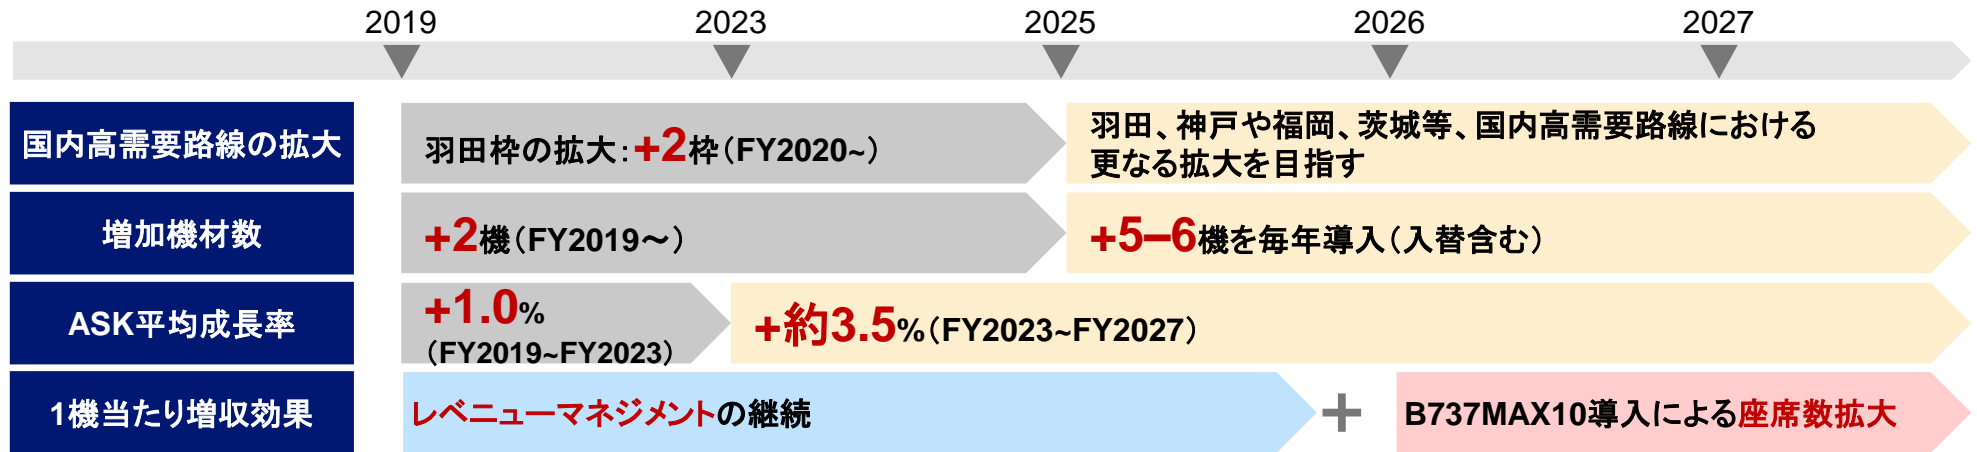 2019 2023 2025 2026 2027
国内高需要路線の拡大
羽田枠の拡大：+2枠（FY2020~）
羽田、神戸や福岡、茨城等、国内高需要路線における
更なる拡大を目指す
増加機材数
+2機（FY2019～）
+5–6機を毎年導入（入替含む）
ASK平均成長率
+1.0%
（FY2019~FY2023）
+約3.5%（FY2023~FY2027）
1機当たり増収効果
レベニューマネジメントの継続
+
B737MAX10導入による座席数拡大